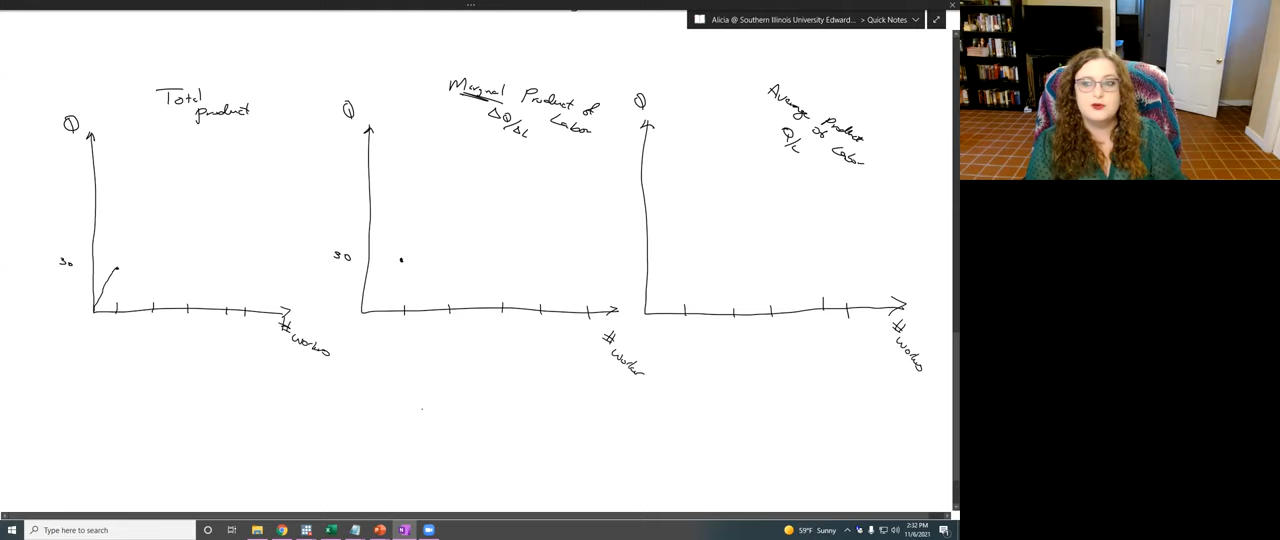 Alicia @ Southern Illinois University Edward... > Quick Notes
Total
product
Q
30
# workers
Marginal Product of
Labor
ΔQ/ΔL
Q
30
# worker
Average Product
of Labor
Q/L
Q
# workers
Type here to search
59°F Sunny
2:32 PM
11/6/2021